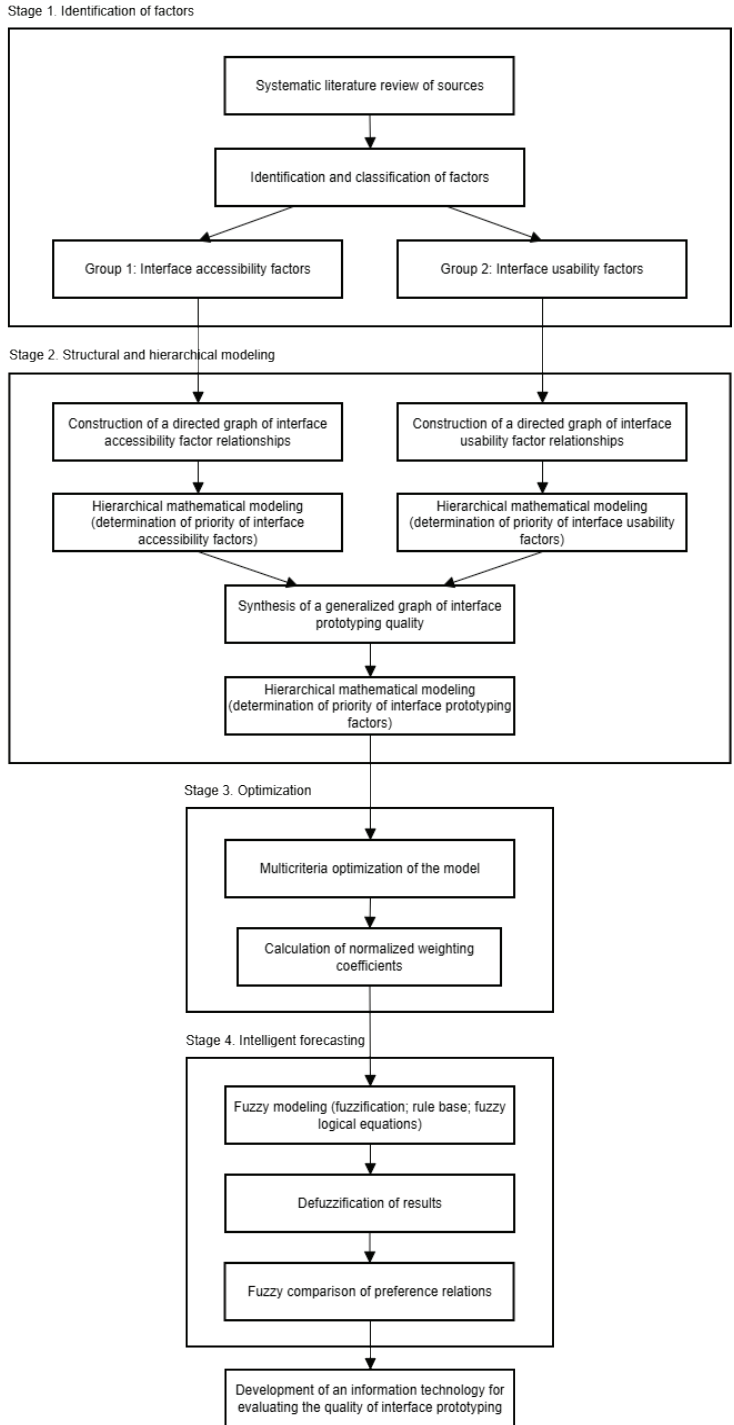 Stage 1. Identification of factors
Systematic literature review of sources
Identification and classification of factors
Group 1: Interface accessibility factors
Group 2: Interface usability factors
Stage 2. Structural and hierarchical modeling
Construction of a directed graph of interface
accessibility factor relationships
Construction of a directed graph of interface
usability factor relationships
Hierarchical mathematical modeling
(determination of priority of interface
accessibility factors)
Hierarchical mathematical modeling
(determination of priority of interface usability
factors)
Synthesis of a generalized graph of interface
prototyping quality
Hierarchical mathematical modeling
(determination of priority of interface prototyping
factors)
Stage 3. Optimization
Multicriteria optimization of the model
Calculation of normalized weighting
coefficients
Stage 4. Intelligent forecasting
Fuzzy modeling (fuzzification; rule base; fuzzy
logical equations)
Defuzzification of results
Fuzzy comparison of preference relations
Development of an information technology for
evaluating the quality of interface prototyping